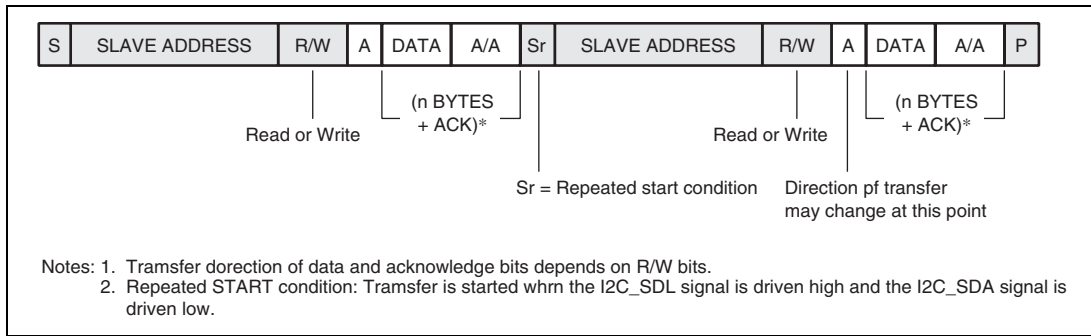 S SLAVE ADDRESS R/W A DATA A/A Sr SLAVE ADDRESS R/W A DATA A/A P
(n BYTES
+ ACK)*
(n BYTES
+ ACK)*
Read or Write
Read or Write
Sr = Repeated start condition
Direction pf transfer
may change at this point
Notes: 1. Tramsfer dorection of data and acknowledge bits depends on R/W bits.
2. Repeated START condition: Transfer is started whrn the I2C_SDL signal is driven high and the I2C_SDA signal is
driven low.